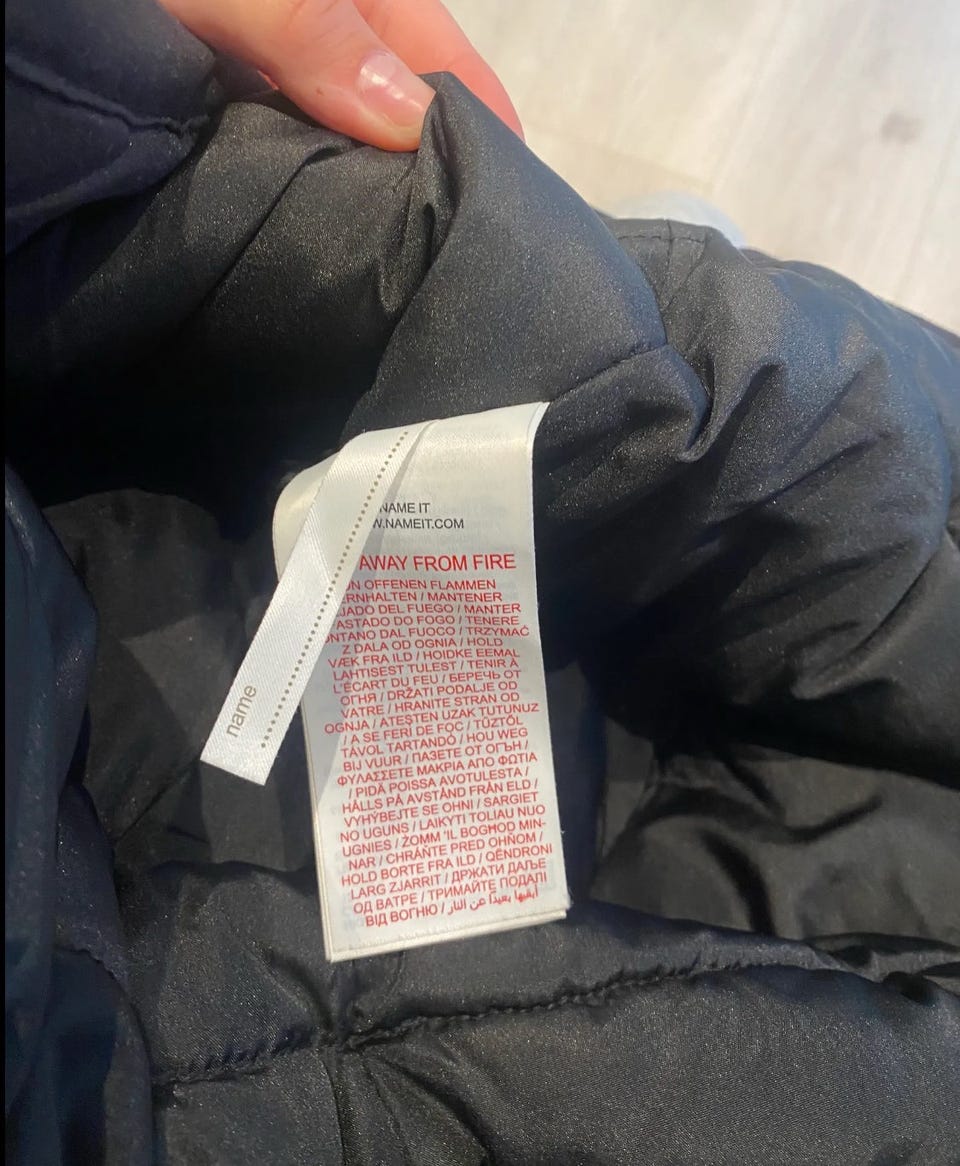 NAME IT
W.NAMEIT.COM
AWAY FROM FIRE
N OFFENEN FLAMMEN
ERNHALTEN / MANTENER
JADO DEL FUEGO / MANTER
ASTADO DO FOGO / TENERE
NTANO DAL FUOCO / TRZYMAĆ
Z DALA OD OGNIA / HOLD
VÆK FRA ILD / HOIDKE EEMAL
LAHTISEST TULEST / TENIR À
L'ÉCART DU FEU / БЕРЕЧЬ ОТ
ОГНЯ / DRŽATI PODALJE OD
VATRE / HRANITE STRAN OD
OGNJA / ATEŞTEN UZAK TUTUNUZ
/ A SE FERI DE FOC / TŰZTŐL
TÁVOL TARTANDÓ / HOU WEG
BIJ VUUR / ПАЗЕТЕ ОТ ОГЪН /
ΦΥΛΑΣΣΕΤΕ ΜΑΚΡΙΑ ΑΠΟ ΦΩΤΙΑ
/ PIDÄ POISSA AVOTULESTA /
HÅLLS PÅ AVSTÅND FRÅN ELD /
VYHÝBEJTE SE OHNI / SARGIET
NO UGUNS / LAIKYTI TOLIAU NUO
UGNIES / ŻOMM 'IL BOGĦOD MIN-
NAR / CHRÁŇTE PRED OHŇOM /
HOLD BORTE FRA ILD / QËNDRONI
LARG ZJARRIT / ДРЖАТИ ДАЉЕ
ОД ВАТРЕ / ТРИМАЙТЕ ПОДАЛІ
ВІД ВОГНЮ / أبقيها بعيدًا عن النار
name